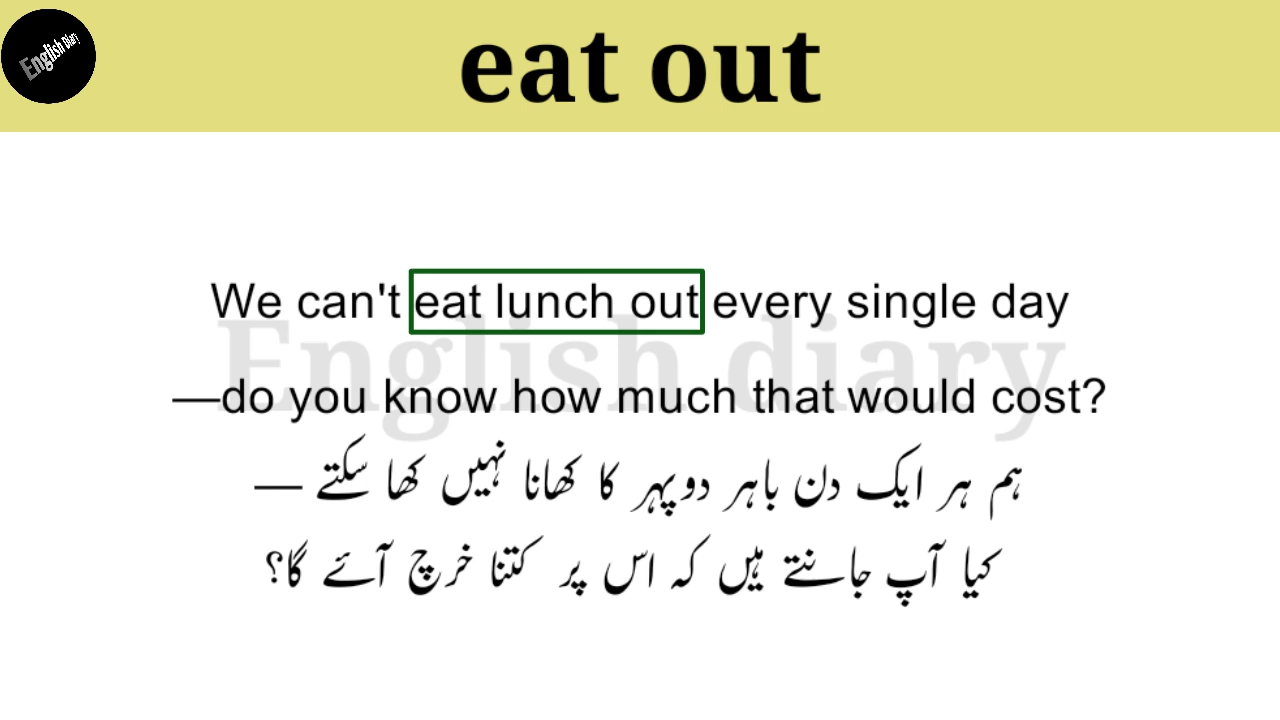 English Diary
eat out
We can't eat lunch out every single day
English diary
—do you know how much that would cost?
ہم ہر ایک دن باہر دوپہر کا کھانا نہیں کھا سکتے —
کیا آپ جانتے ہیں کہ اس پر کتنا خرچ آئے گا؟